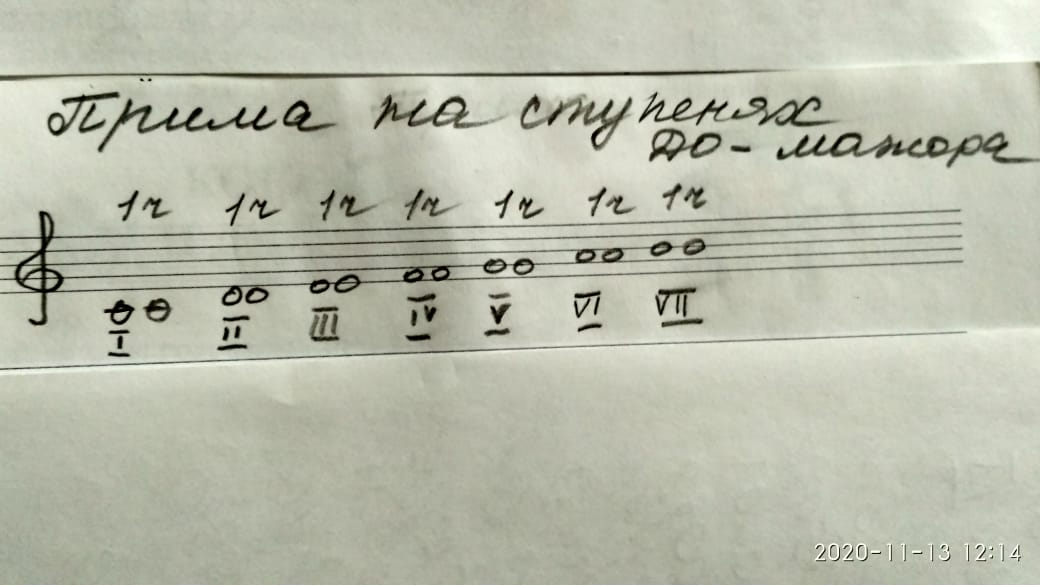 Прима на ступенях
до-мажора
1ч 1ч 1ч 1ч 1ч 1ч 1ч
I II III IV V VI VII
2020-11-13 12:14